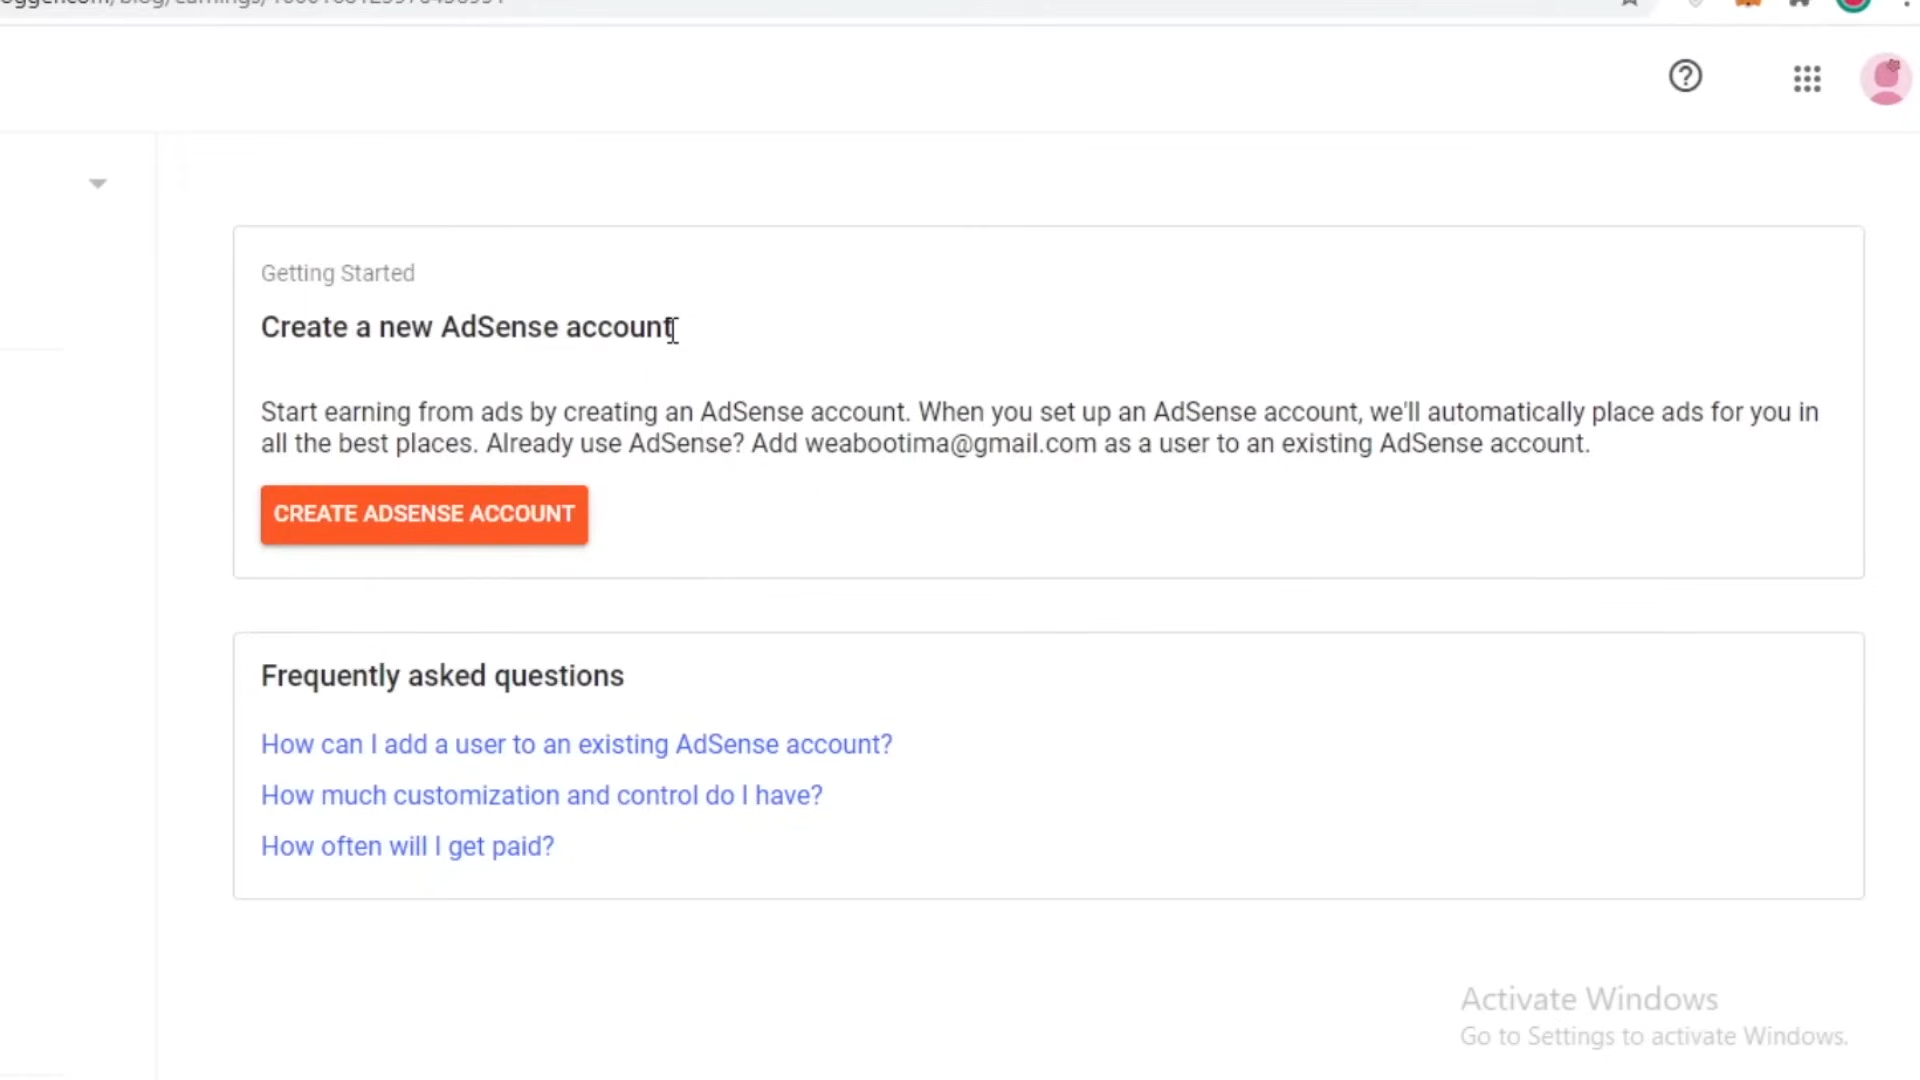 Getting Started
Create a new AdSense account
Start earning from ads by creating an AdSense account. When you set up an AdSense account, we'll automatically place ads for you in
all the best places. Already use AdSense? Add weabootima@gmail.com as a user to an existing AdSense account.
CREATE ADSENSE ACCOUNT
Frequently asked questions
How can I add a user to an existing AdSense account?
How much customization and control do I have?
How often will I get paid?
Activate Windows
Go to Settings to activate Windows.